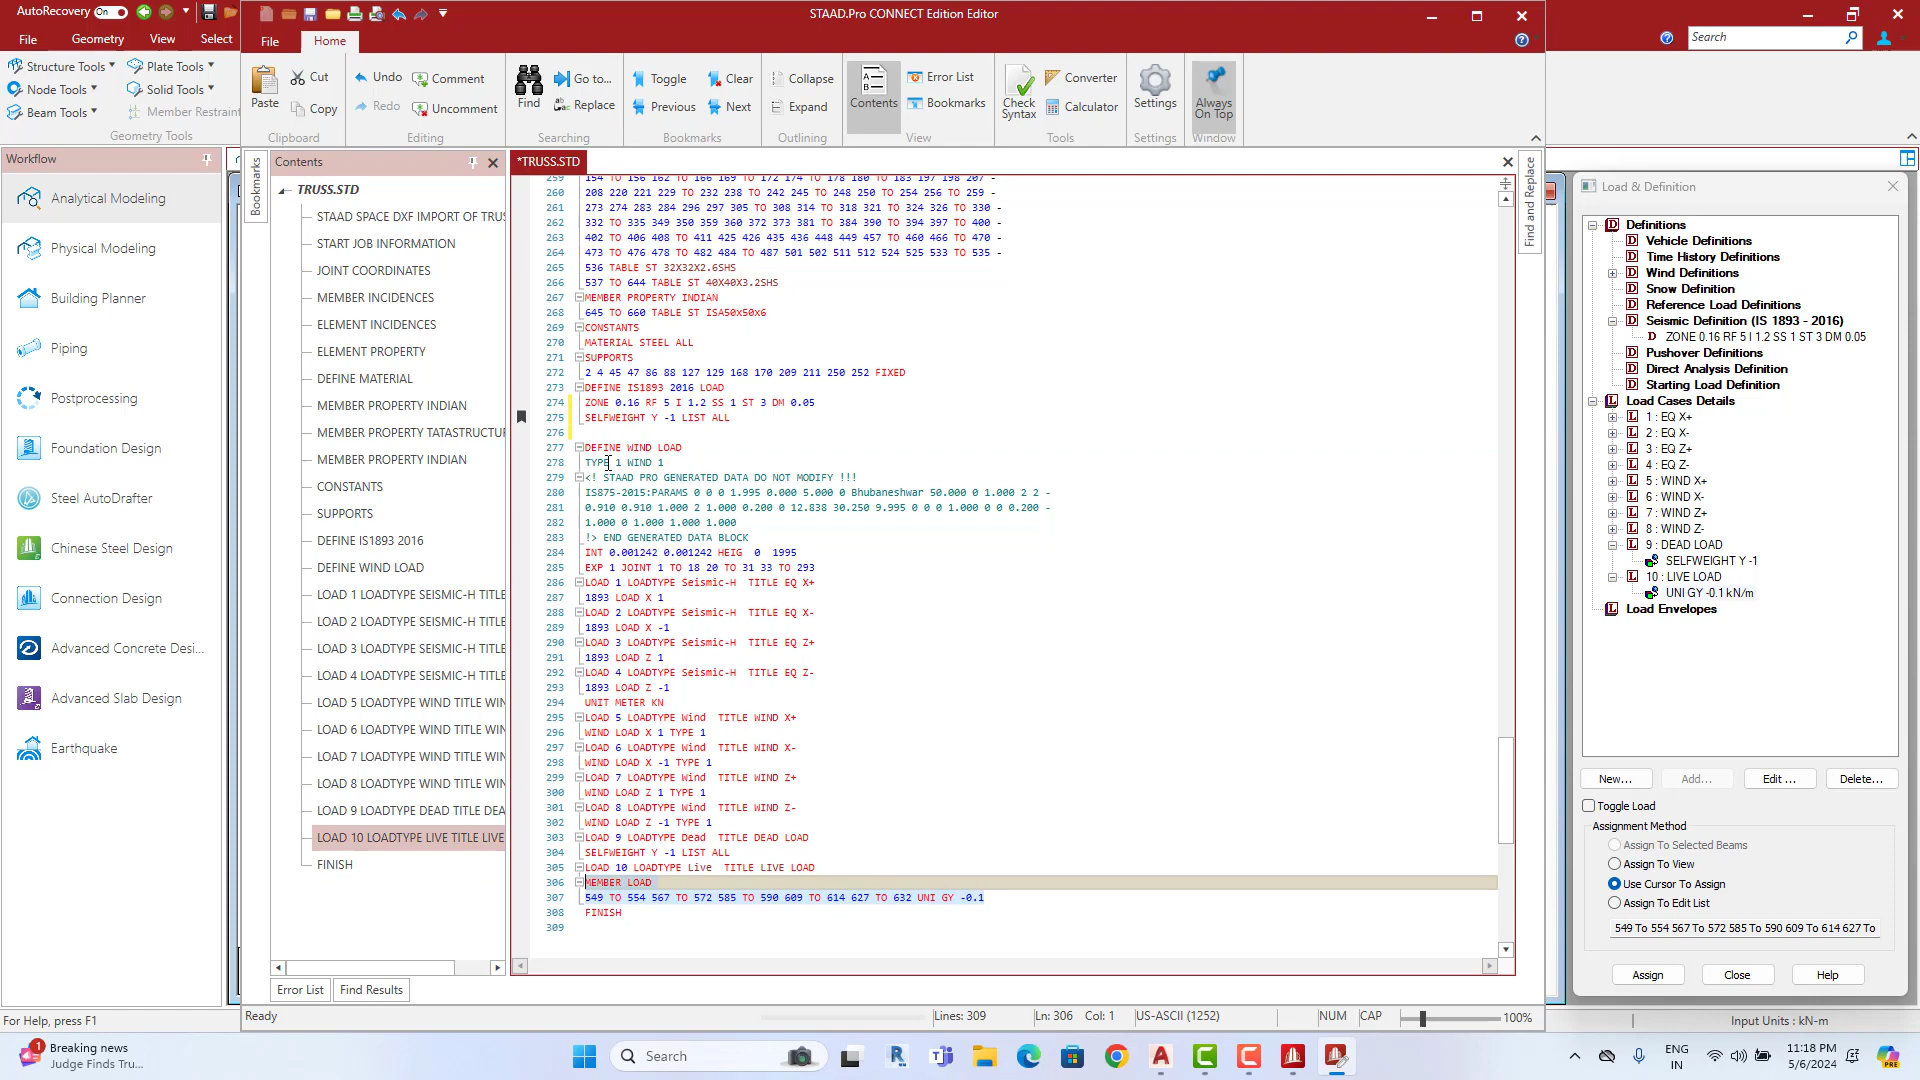 AutoRecovery On
STAAD.Pro CONNECT Edition Editor
File Geometry View Select
File Home
Search
Structure Tools
Plate Tools
Node Tools
Solid Tools
Beam Tools
Member Restraint
Geometry Tools
Paste
Cut
Copy
Clipboard
Undo
Redo
Comment
Uncomment
Editing
Find
Go to...
Replace
Searching
Toggle
Clear
Previous
Next
Bookmarks
Collapse
Expand
Outlining
Contents
Error List
Bookmarks
View
Check Syntax
Converter
Calculator
Tools
Settings
Settings
Always On Top
Window
Workflow
Analytical Modeling
Physical Modeling
Building Planner
Piping
Postprocessing
Foundation Design
Steel AutoDrafter
Chinese Steel Design
Connection Design
Advanced Concrete Desi...
Advanced Slab Design
Earthquake
For Help, press F1
Bookmarks
Contents
TRUSS.STD
STAAD SPACE DXF IMPORT OF TRUS
START JOB INFORMATION
JOINT COORDINATES
MEMBER INCIDENCES
ELEMENT INCIDENCES
ELEMENT PROPERTY
DEFINE MATERIAL
MEMBER PROPERTY INDIAN
MEMBER PROPERTY TATASTRUCTU
MEMBER PROPERTY INDIAN
CONSTANTS
SUPPORTS
DEFINE IS1893 2016
DEFINE WIND LOAD
LOAD 1 LOADTYPE SEISMIC-H TITLE
LOAD 2 LOADTYPE SEISMIC-H TITLE
LOAD 3 LOADTYPE SEISMIC-H TITLE
LOAD 4 LOADTYPE SEISMIC-H TITLE
LOAD 5 LOADTYPE WIND TITLE WIN
LOAD 6 LOADTYPE WIND TITLE WIN
LOAD 7 LOADTYPE WIND TITLE WIN
LOAD 8 LOADTYPE WIND TITLE WIN
LOAD 9 LOADTYPE DEAD TITLE DEA
LOAD 10 LOADTYPE LIVE TITLE LIVE
FINISH
Error List Find Results
*TRUSS.STD
259 154 TO 156 162 TO 166 169 TO 172 174 TO 178 180 TO 183 197 198 207 -
260 208 220 221 229 TO 232 238 TO 242 245 TO 248 250 TO 254 256 TO 259 -
261 273 274 283 284 296 297 305 TO 308 314 TO 318 321 TO 324 326 TO 330 -
262 332 TO 335 349 350 359 360 372 373 381 TO 384 390 TO 394 397 TO 400 -
263 402 TO 406 408 TO 411 425 426 435 436 448 449 457 TO 460 466 TO 470 -
264 473 TO 476 478 TO 482 484 TO 487 501 502 511 512 524 525 533 TO 535 -
265 536 TABLE ST 32X32X2.6SHS
266 537 TO 644 TABLE ST 40X40X3.2SHS
267 MEMBER PROPERTY INDIAN
268 645 TO 660 TABLE ST ISA50x50x6
269 CONSTANTS
270 MATERIAL STEEL ALL
271 SUPPORTS
272 2 4 45 47 86 88 127 129 168 170 209 211 250 252 FIXED
273 DEFINE IS1893 2016 LOAD
274 ZONE 0.16 RF 5 I 1.2 SS 1 ST 3 DM 0.05
275 SELFWEIGHT Y -1 LIST ALL
276
277 DEFINE WIND LOAD
278 TYPE 1 WIND 1
279 <! STAAD PRO GENERATED DATA DO NOT MODIFY !!!
280 IS875-2015:PARAMS 0 0 0 1.995 0.000 5.000 0 Bhubaneshwar 50.000 0 1.000 2 2 -
281 0.910 0.910 1.000 2 1.000 0.200 0 12.838 30.250 9.995 0 0 0 1.000 0 0 0.200 -
282 1.000 0 1.000 1.000 1.000
283 !> END GENERATED DATA BLOCK
284 INT 0.001242 0.001242 HEIG 0 1995
285 EXP 1 JOINT 1 TO 18 20 TO 31 33 TO 293
286 LOAD 1 LOADTYPE Seismic-H TITLE EQ X+
287 1893 LOAD X 1
288 LOAD 2 LOADTYPE Seismic-H TITLE EQ X-
289 1893 LOAD X -1
290 LOAD 3 LOADTYPE Seismic-H TITLE EQ Z+
291 1893 LOAD Z 1
292 LOAD 4 LOADTYPE Seismic-H TITLE EQ Z-
293 1893 LOAD Z -1
294 UNIT METER KN
295 LOAD 5 LOADTYPE Wind TITLE WIND X+
296 WIND LOAD X 1 TYPE 1
297 LOAD 6 LOADTYPE Wind TITLE WIND X-
298 WIND LOAD X -1 TYPE 1
299 LOAD 7 LOADTYPE Wind TITLE WIND Z+
300 WIND LOAD Z 1 TYPE 1
301 LOAD 8 LOADTYPE Wind TITLE WIND Z-
302 WIND LOAD Z -1 TYPE 1
303 LOAD 9 LOADTYPE Dead TITLE DEAD LOAD
304 SELFWEIGHT Y -1 LIST ALL
305 LOAD 10 LOADTYPE Live TITLE LIVE LOAD
306 MEMBER LOAD
307 549 TO 554 567 TO 572 585 TO 590 609 TO 614 627 TO 632 UNI GY -0.1
308 FINISH
309
Find and Replace
Ready
Lines: 309
Ln: 306 Col: 1
US-ASCII (1252)
NUM CAP
100%
Load & Definition
Definitions
Vehicle Definitions
Time History Definitions
Wind Definitions
Snow Definition
Reference Load Definitions
Seismic Definition (IS 1893 - 2016)
ZONE 0.16 RF 5 I 1.2 SS 1 ST 3 DM 0.05
Pushover Definitions
Direct Analysis Definition
Starting Load Definition
Load Cases Details
1 : EQ X+
2 : EQ X-
3 : EQ Z+
4 : EQ Z-
5 : WIND X+
6 : WIND X-
7 : WIND Z+
8 : WIND Z-
9 : DEAD LOAD
SELFWEIGHT Y -1
10 : LIVE LOAD
UNI GY -0.1 kN/m
Load Envelopes
New... Add... Edit ... Delete...
Toggle Load
Assignment Method
Assign To Selected Beams
Assign To View
Use Cursor To Assign
Assign To Edit List
549 To 554 567 To 572 585 To 590 609 To 614 627 To
Assign Close Help
Input Units : kN-m
1
Breaking news
Judge Finds Tru...
Search
ENG
IN
11:18 PM
5/6/2024